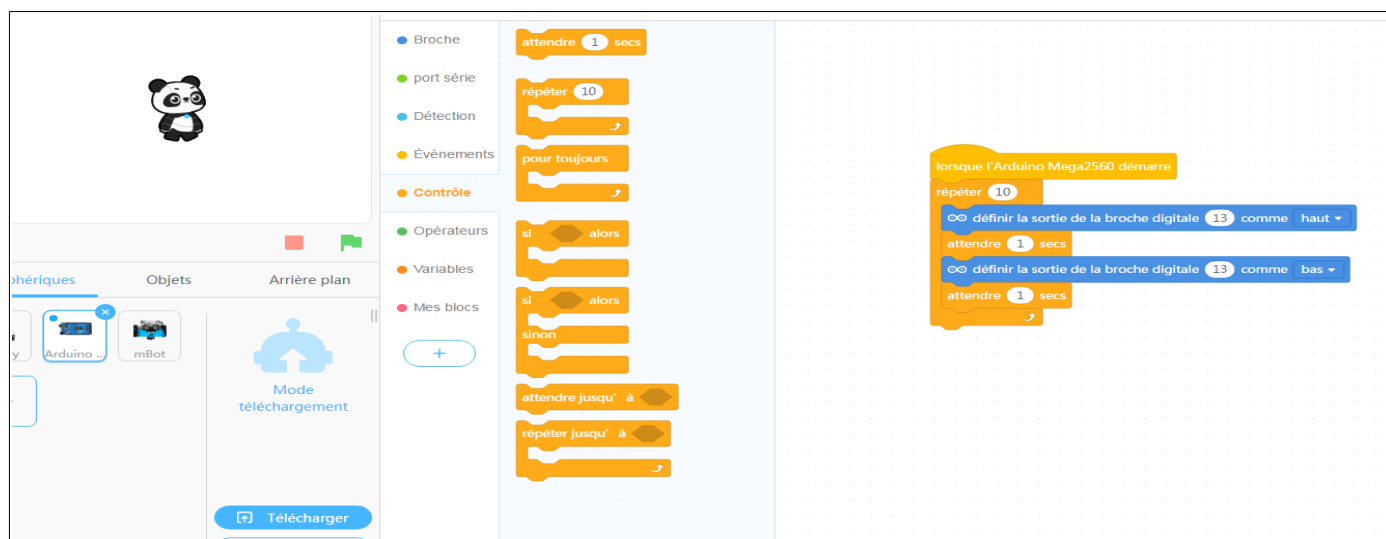 Broche
port série
Détection
Évènements
Contrôle
Opérateurs
Variables
Mes blocs
+
attendre 1 secs
répéter 10
pour toujours
si alors
si alors
sinon
attendre jusqu' à
répéter jusqu' à
lorsque l'Arduino Mega2560 démarre
répéter 10
définir la sortie de la broche digitale 13 comme haut
attendre 1 secs
définir la sortie de la broche digitale 13 comme bas
attendre 1 secs
Objets
Arrière plan
Arduino ...
mBot
Mode
téléchargement
Télécharger